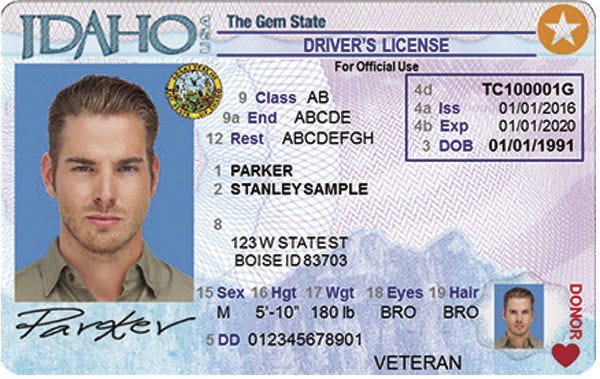 IDAHO USA
The Gem State
DRIVER'S LICENSE
For Official Use
4d TC100001G
4a Iss 01/01/2016
4b Exp 01/01/2020
3 DOB 01/01/1991
9 Class AB
9a End ABCDE
12 Rest ABCDEFGH
1 PARKER
2 STANLEYSAMPLE
8
123 W STATE ST
BOISE ID 83703
15 Sex 16 Hgt 17 Wgt 18 Eyes 19 Hair
M 5'-10" 180 lb BRO BRO
5 DD 012345678901
Parker
VETERAN
DONOR